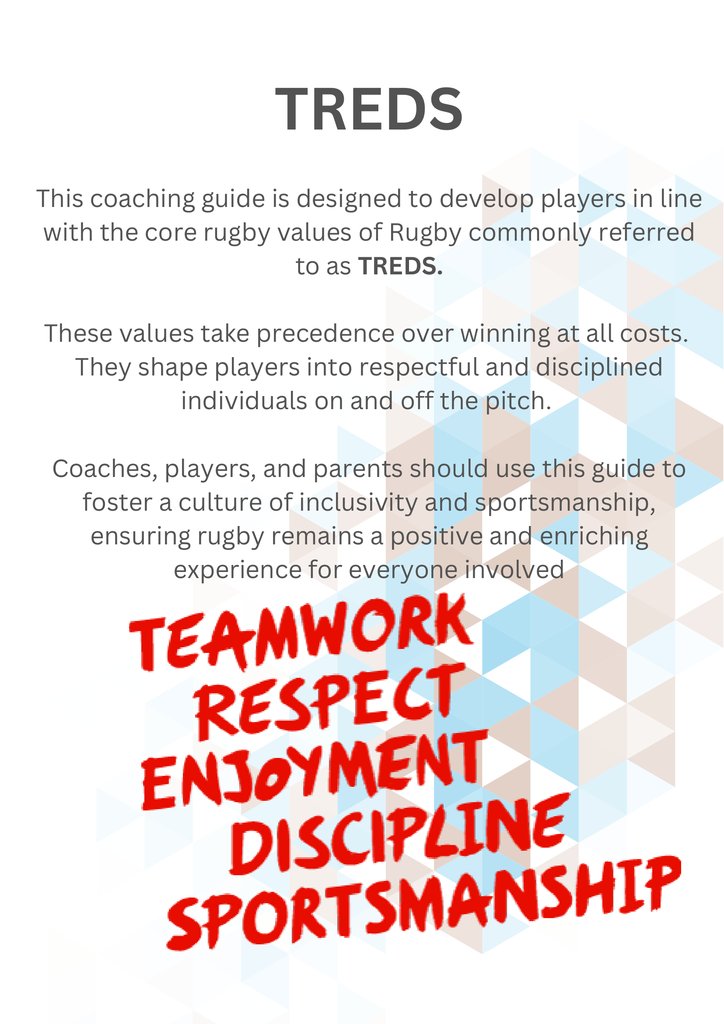 TREDS
This coaching guide is designed to develop players in line
with the core rugby values of Rugby commonly referred
to as TREDS.
These values take precedence over winning at all costs.
They shape players into respectful and disciplined
individuals on and off the pitch.
Coaches, players, and parents should use this guide to
foster a culture of inclusivity and sportsmanship,
ensuring rugby remains a positive and enriching
experience for everyone involved
TEAMWORK
RESPECT
ENJOYMENT
DISCIPLINE
SPORTSMANSHIP